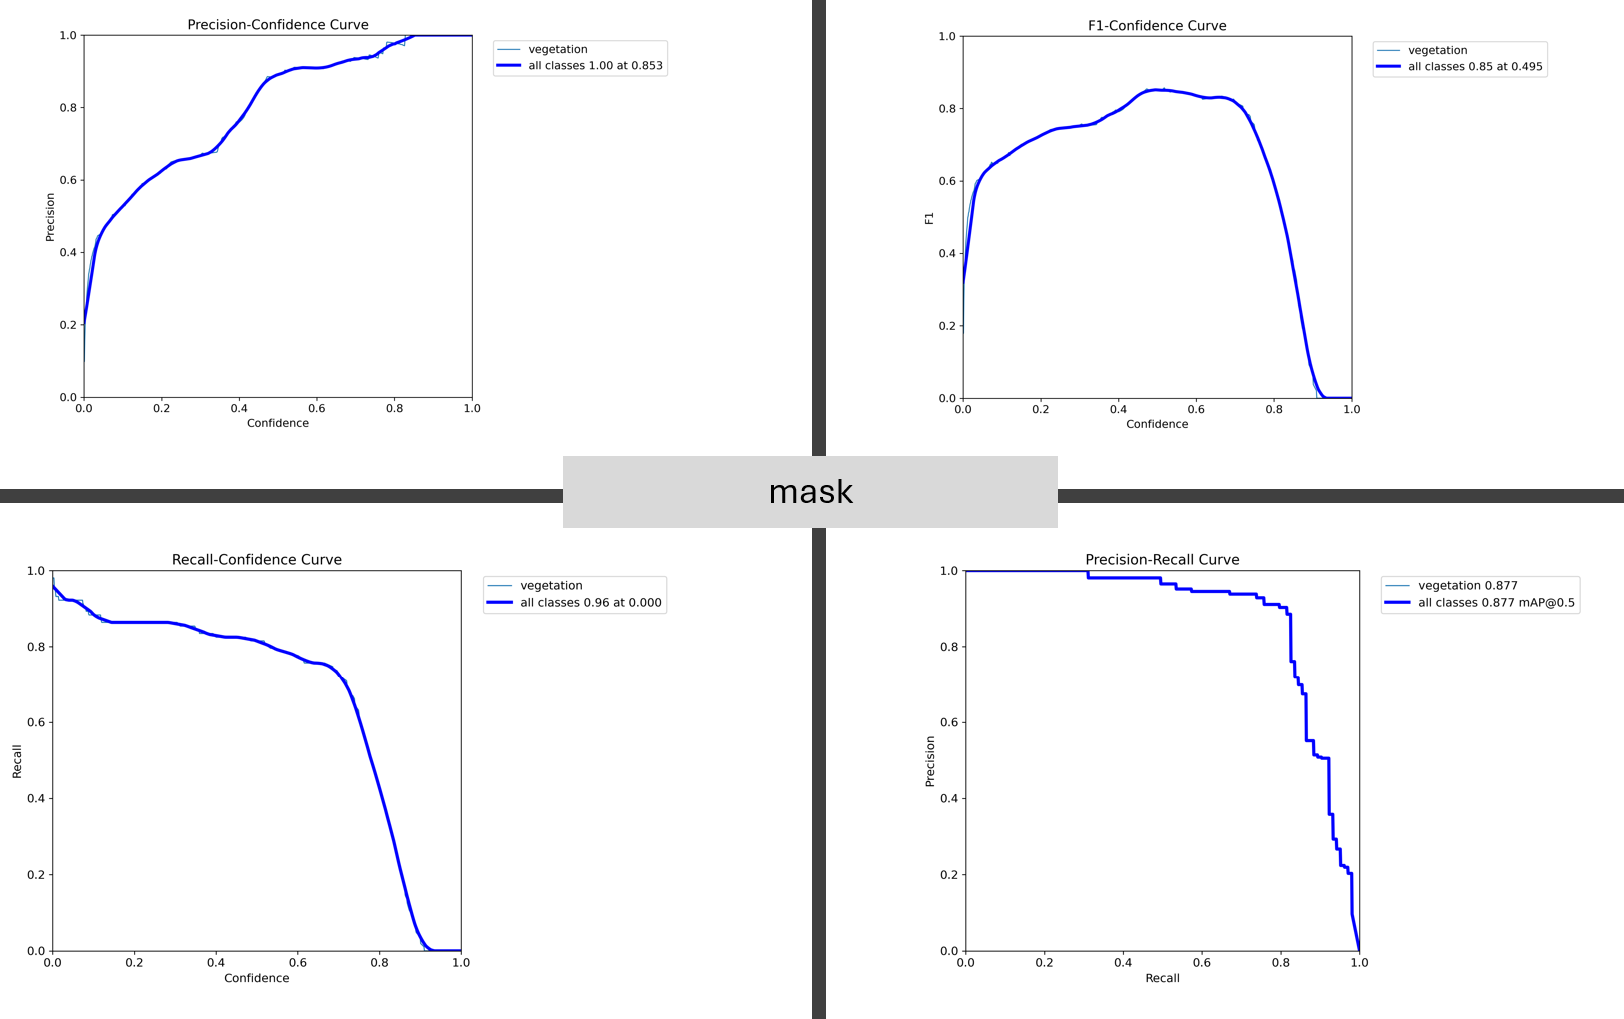 Precision-Confidence Curve
1.0
0.8
0.6
0.4
0.2
0.0
Precision
0.0 0.2 0.4 0.6 0.8 1.0
Confidence
vegetation
all classes 1.00 at 0.853
F1-Confidence Curve
1.0
0.8
0.6
0.4
0.2
0.0
F1
0.0 0.2 0.4 0.6 0.8 1.0
Confidence
vegetation
all classes 0.85 at 0.495
mask
Recall-Confidence Curve
1.0
0.8
0.6
0.4
0.2
0.0
Recall
0.0 0.2 0.4 0.6 0.8 1.0
Confidence
vegetation
all classes 0.96 at 0.000
Precision-Recall Curve
1.0
0.8
0.6
0.4
0.2
0.0
Precision
0.0 0.2 0.4 0.6 0.8 1.0
Recall
vegetation 0.877
all classes 0.877 mAP@0.5